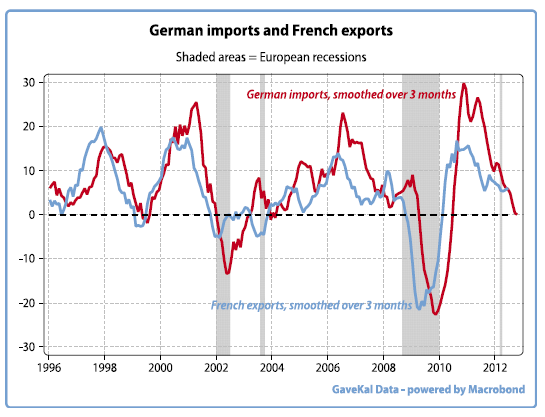 German imports and French exports
Shaded areas = European recessions
30
20
10
0
-10
-20
-30
German imports, smoothed over 3 months
French exports, smoothed over 3 months
1996 1998 2000 2002 2004 2006 2008 2010 2012
GaveKal Data - powered by Macrobond